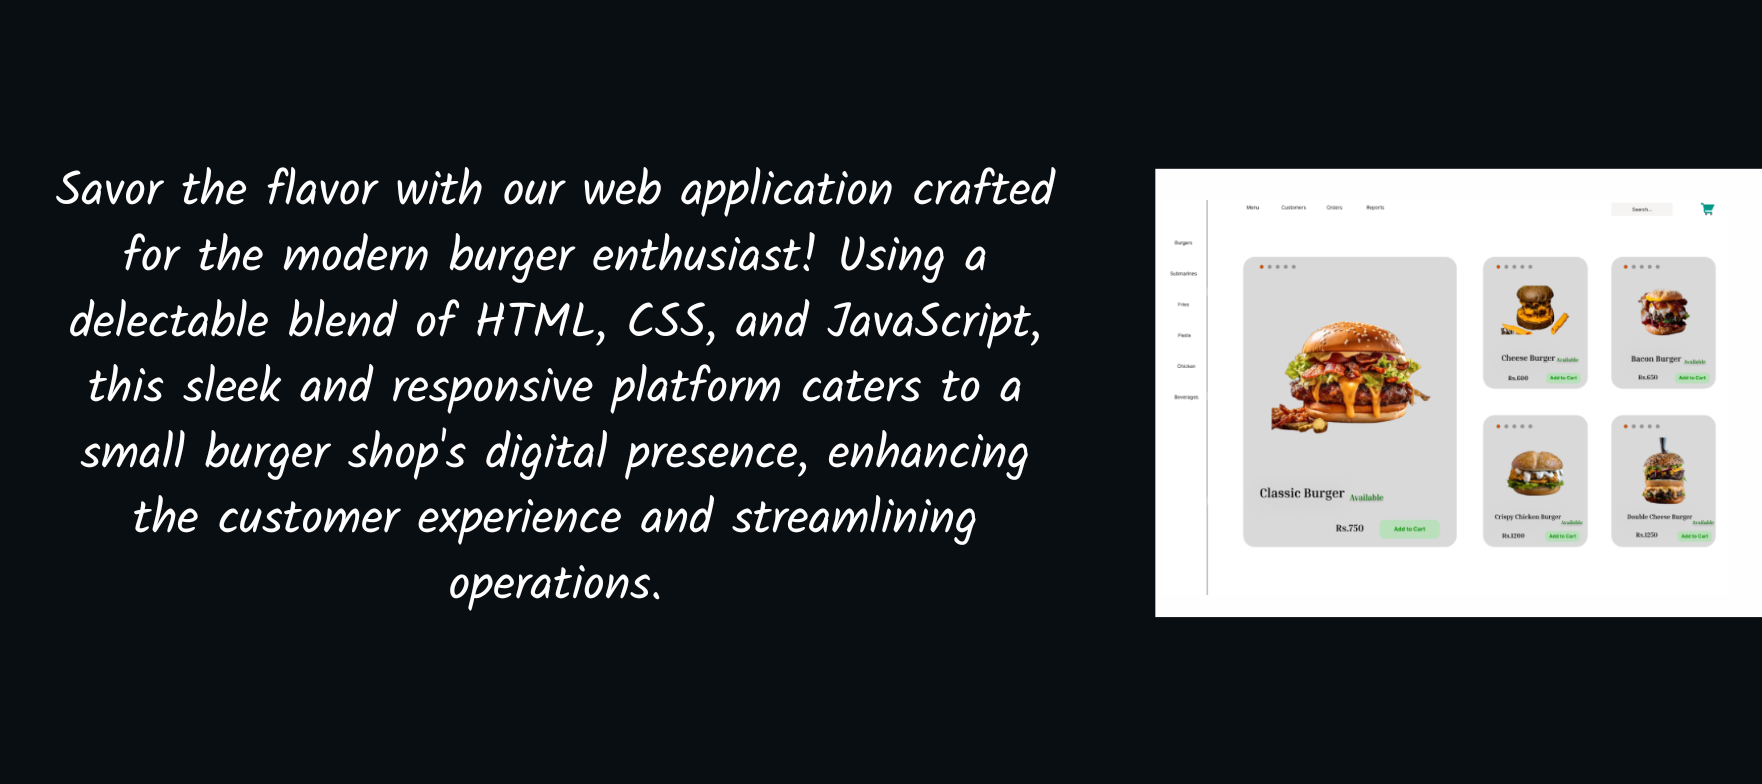 Savor the flavor with our web application crafted
for the modern burger enthusiast! Using a
delectable blend of HTML, CSS, and JavaScript,
this sleek and responsive platform caters to a
small burger shop's digital presence, enhancing
the customer experience and streamlining
operations.
Menu Customers Orders Reports Search...
Burgers
Submarines
Fries
Pasta
Chicken
Beverages
Classic Burger Available
Rs.750 Add to Cart
Cheese Burger Available
Rs.600 Add to Cart
Bacon Burger Available
Rs.650 Add to Cart
Crispy Chicken Burger Available
Rs.1200 Add to Cart
Double Cheese Burger Available
Rs.1250 Add to Cart